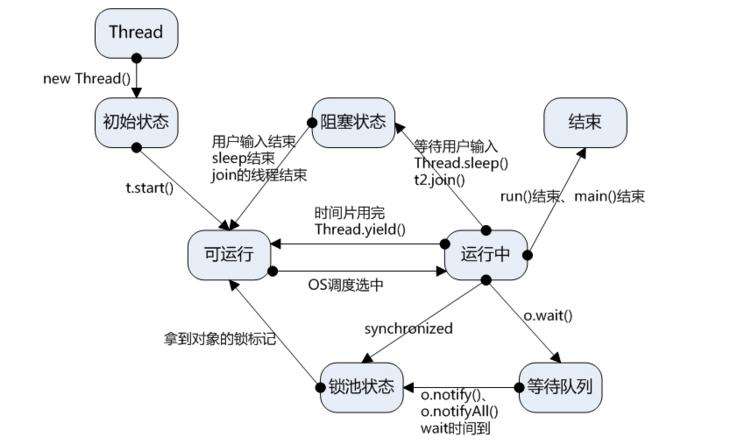 Thread
new Thread()
初始状态
阻塞状态
结束
用户输入结束
sleep结束
join的线程结束
等待用户输入
Thread.sleep()
t2.join()
t.start()
run()结束、main()结束
时间片用完
Thread.yield()
可运行
运行中
OS调度选中
synchronized
o.wait()
拿到对象的锁标记
锁池状态
等待队列
o.notify()、
o.notifyAll()
wait时间到